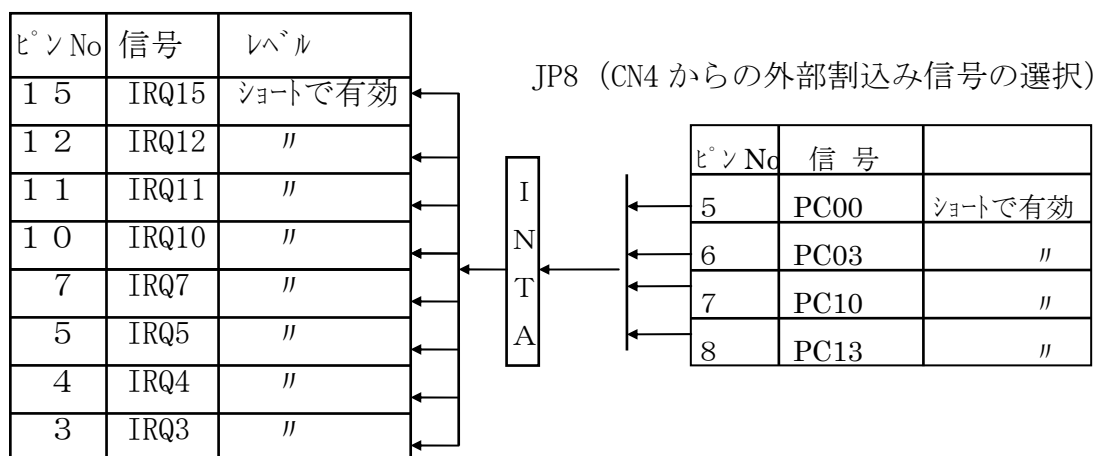 ﾋﾟﾝNo 信号 ﾚﾍﾞﾙ
１５ IRQ15 ｼｮｰﾄで有効
１２ IRQ12 〃
１１ IRQ11 〃
１０ IRQ10 〃
７ IRQ7 〃
５ IRQ5 〃
４ IRQ4 〃
３ IRQ3 〃
ＩＮＴＡ
JP8（CN4からの外部割込み信号の選択）
ﾋﾟﾝNo 信 号
5 PC00 ｼｮｰﾄで有効
6 PC03 〃
7 PC10 〃
8 PC13 〃